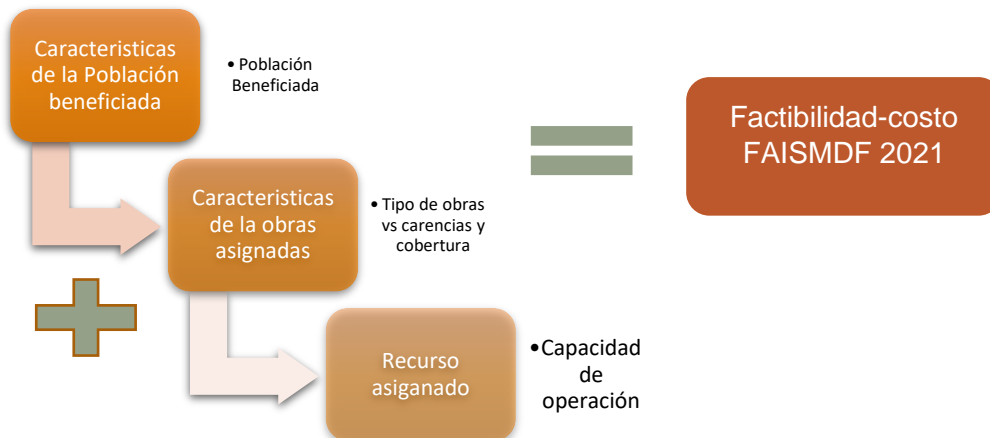 Caracteristicas
de la Población
beneficiada
• Población
Beneficiada
Factibilidad-costo
FAISMDF 2021
Caracteristicas
de la obras
asignadas
• Tipo de obras
vs carencias y
cobertura
Recurso
asiganado
•Capacidad
de
operación